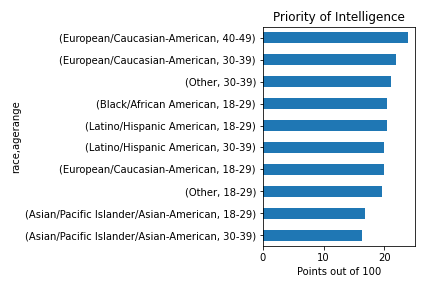 Priority of Intelligence
race,agerange
(European/Caucasian-American, 40-49)
(European/Caucasian-American, 30-39)
(Other, 30-39)
(Black/African American, 18-29)
(Latino/Hispanic American, 18-29)
(Latino/Hispanic American, 30-39)
(European/Caucasian-American, 18-29)
(Other, 18-29)
(Asian/Pacific Islander/Asian-American, 18-29)
(Asian/Pacific Islander/Asian-American, 30-39)
0 10 20
Points out of 100